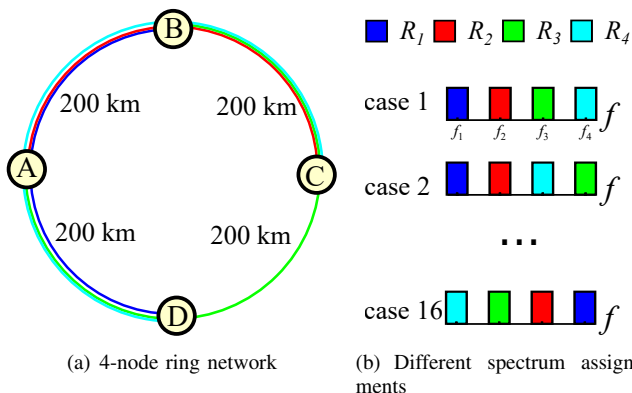 B
200 km
200 km
A
C
200 km
200 km
D
(a) 4-node ring network
R1 R2 R3 R4
case 1
f
f1 f2 f3 f4
case 2
f
...
case 16
f
(b) Different spectrum assign-
ments